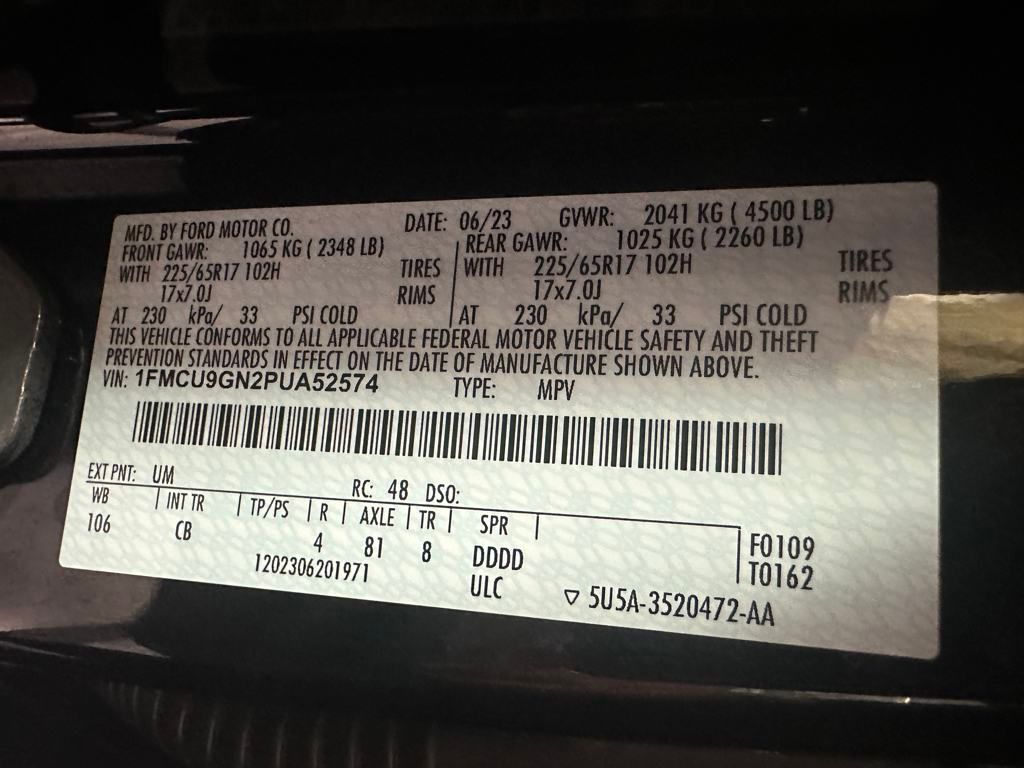 MFD. BY FORD MOTOR CO. DATE: 06/23 GVWR: 2041 KG ( 4500 LB)
FRONT GAWR: 1065 KG ( 2348 LB) REAR GAWR: 1025 KG ( 2260 LB)
WITH 225/65R17 102H TIRES WITH 225/65R17 102H TIRES
17x7.0J RIMS 17x7.0J RIMS
AT 230 kPa/ 33 PSI COLD AT 230 kPa/ 33 PSI COLD
THIS VEHICLE CONFORMS TO ALL APPLICABLE FEDERAL MOTOR VEHICLE SAFETY AND THEFT
PREVENTION STANDARDS IN EFFECT ON THE DATE OF MANUFACTURE SHOWN ABOVE.
VIN: 1FMCU9GN2PUA52574 TYPE: MPV
EXT PNT: UM RC: 48 DSO:
WB INT TR TP/PS R AXLE TR SPR
106 CB 4 81 8 DDDD F0109
1202306201971 ULC T0162
5U5A-3520472-AA